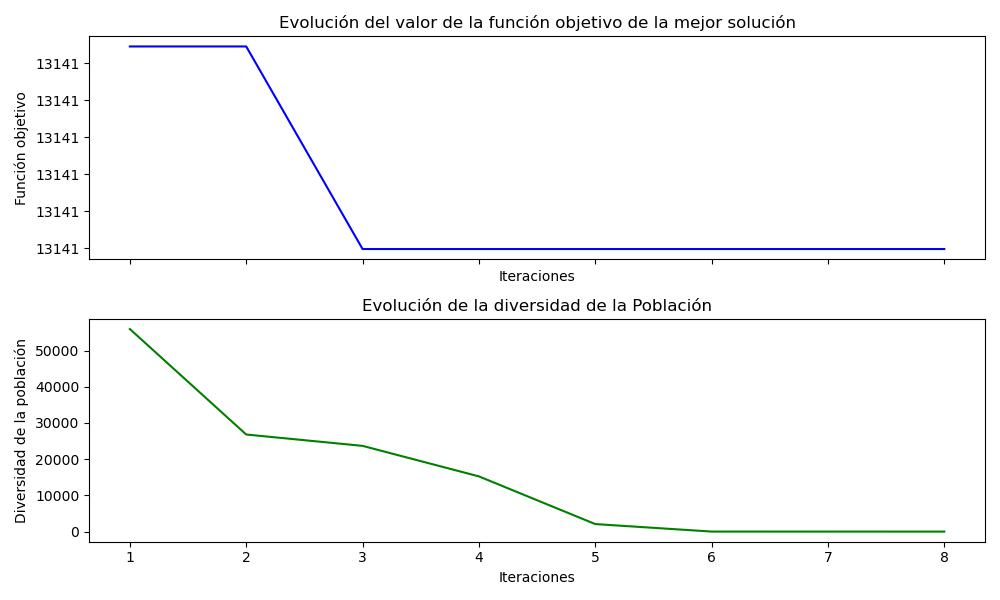 Evolución del valor de la función objetivo de la mejor solución
Función objetivo
13141
13141
13141
13141
13141
13141
Iteraciones
Evolución de la diversidad de la Población
Diversidad de la población
50000
40000
30000
20000
10000
0
1 2 3 4 5 6 7 8
Iteraciones